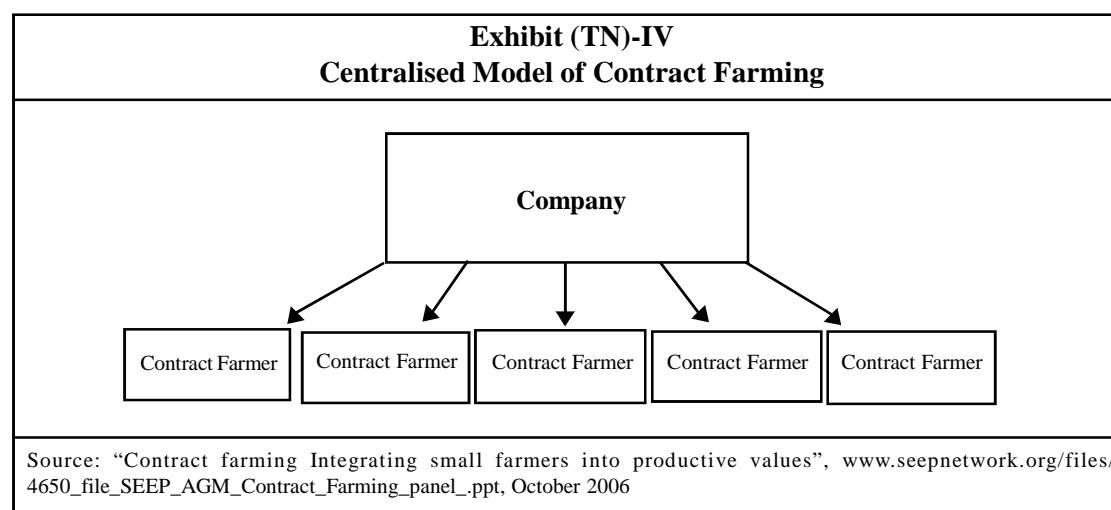 Exhibit (TN)-IV
Centralised Model of Contract Farming
Company
Contract Farmer
Contract Farmer
Contract Farmer
Contract Farmer
Contract Farmer
Source: “Contract farming Integrating small farmers into productive values”, www.seepnetwork.org/files/
4650_file_SEEP_AGM_Contract_Farming_panel_.ppt, October 2006